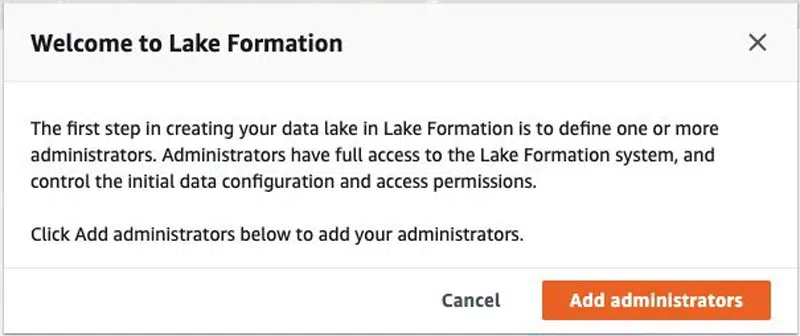 Welcome to Lake Formation
The first step in creating your data lake in Lake Formation is to define one or more
administrators. Administrators have full access to the Lake Formation system, and
control the initial data configuration and access permissions.
Click Add administrators below to add your administrators.
Cancel
Add administrators